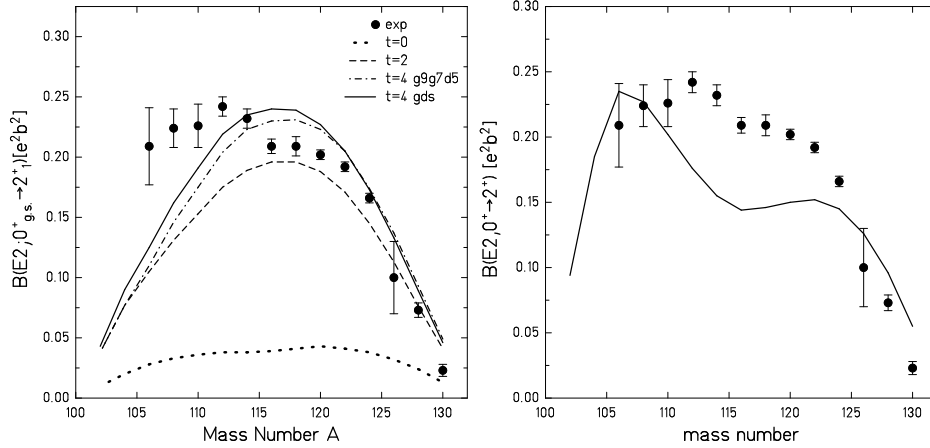 0.30
0.25
0.20
0.15
0.10
0.05
0.00
B(E2;0⁺g.s.→2⁺₁)[e²b²]
exp
t=0
t=2
t=4 g9g7d5
t=4 gds
100 105 110 115 120 125 130
Mass Number A
0.30
0.25
0.20
0.15
0.10
0.05
0.00
B(E2,0⁺→2⁺) [e²b²]
100 105 110 115 120 125 130
mass number